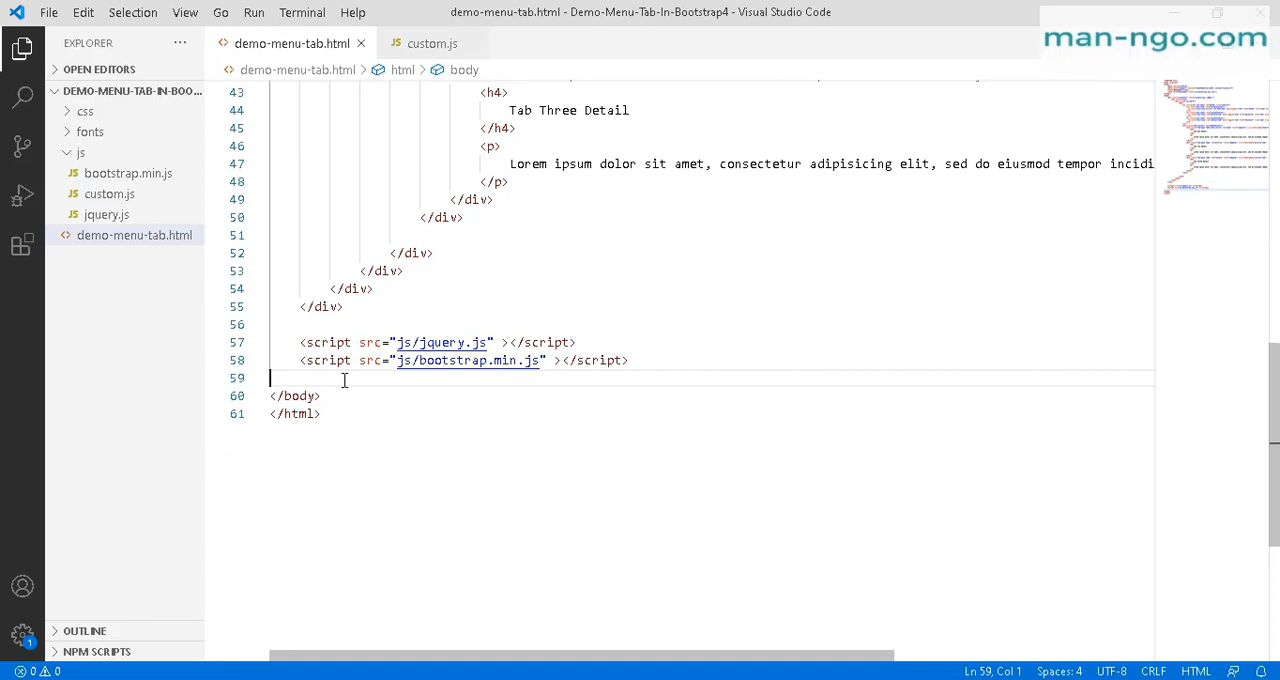 File Edit Selection View Go Run Terminal Help
demo-menu-tab.html - Demo-Menu-Tab-In-Bootstrap4 - Visual Studio Code
man-ngo.com
EXPLORER
demo-menu-tab.html
custom.js
OPEN EDITORS
demo-menu-tab.html > html > body
DEMO-MENU-TAB-IN-BOO...
css
fonts
js
bootstrap.min.js
custom.js
jquery.js
demo-menu-tab.html
43 <h4>
44 Tab Three Detail
45 </h4>
46 <p>
47 Lorem ipsum dolor sit amet, consectetur adipisicing elit, sed do eiusmod tempor incidi
48 </p>
49 </div>
50 </div>
51
52 </div>
53 </div>
54 </div>
55 </div>
56
57 <script src="js/jquery.js" ></script>
58 <script src="js/bootstrap.min.js" ></script>
59
60 </body>
61 </html>
OUTLINE
NPM SCRIPTS
1
0 0
Ln 59, Col 1 Spaces: 4 UTF-8 CRLF HTML